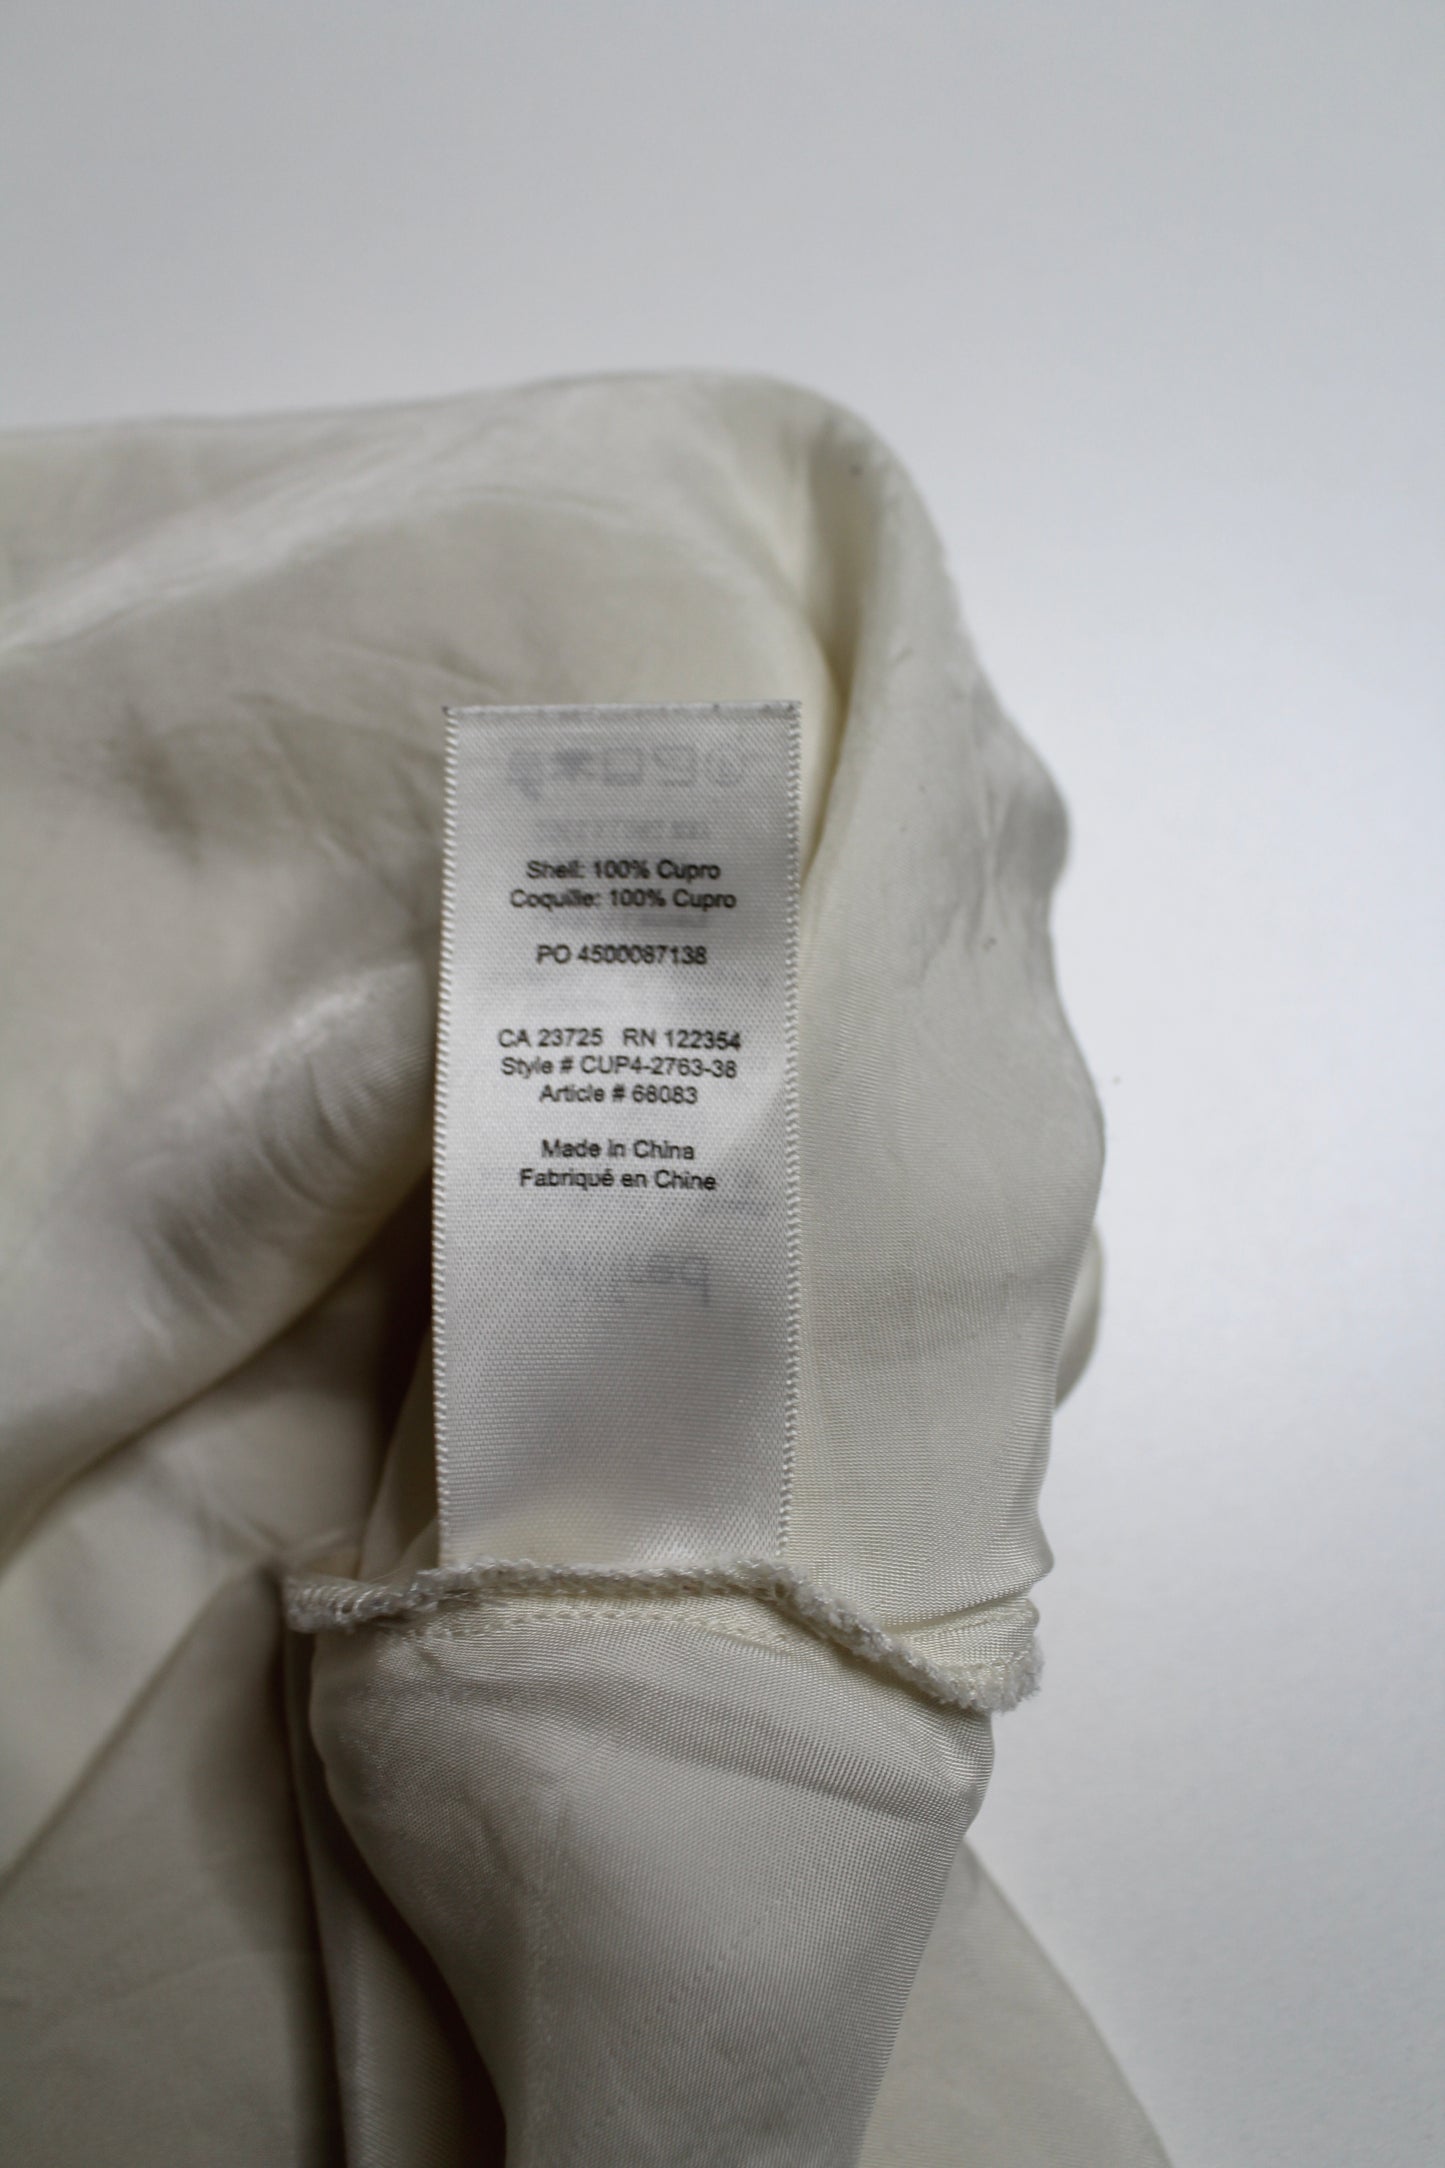 Shell: 100% Cupro
Coquille: 100% Cupro
PO 4500087138
CA 23725 RN 122354
Style # CUP4-2763-38
Article # 68083
Made in China
Fabriqué en Chine